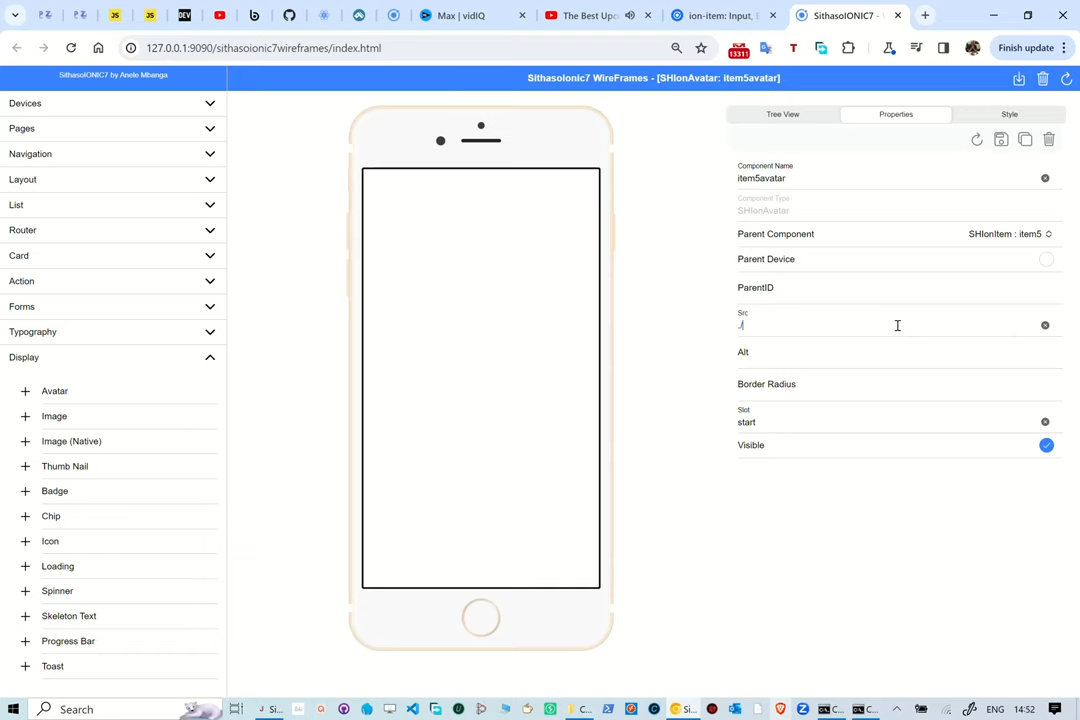 Max | vidIQ
The Best Upc
ion-item: Input, E
SithasoIONIC7 -
127.0.0.1:9090/sithasoionic7wireframes/index.html
13311
Finish update
SithasoIONIC7 by Anele Mbanga
SithasoIonic7 WireFrames - [SHIonAvatar: item5avatar]
Devices
Pages
Navigation
Layout
List
Router
Card
Action
Forms
Typography
Display
Avatar
Image
Image (Native)
Thumb Nail
Badge
Chip
Icon
Loading
Spinner
Skeleton Text
Progress Bar
Toast
Tree View
Properties
Style
Component Name
item5avatar
Component Type
SHIonAvatar
Parent Component
SHIonItem : item5
Parent Device
ParentID
Src
./
Alt
Border Radius
Slot
start
Visible
Search
ENG
14:52